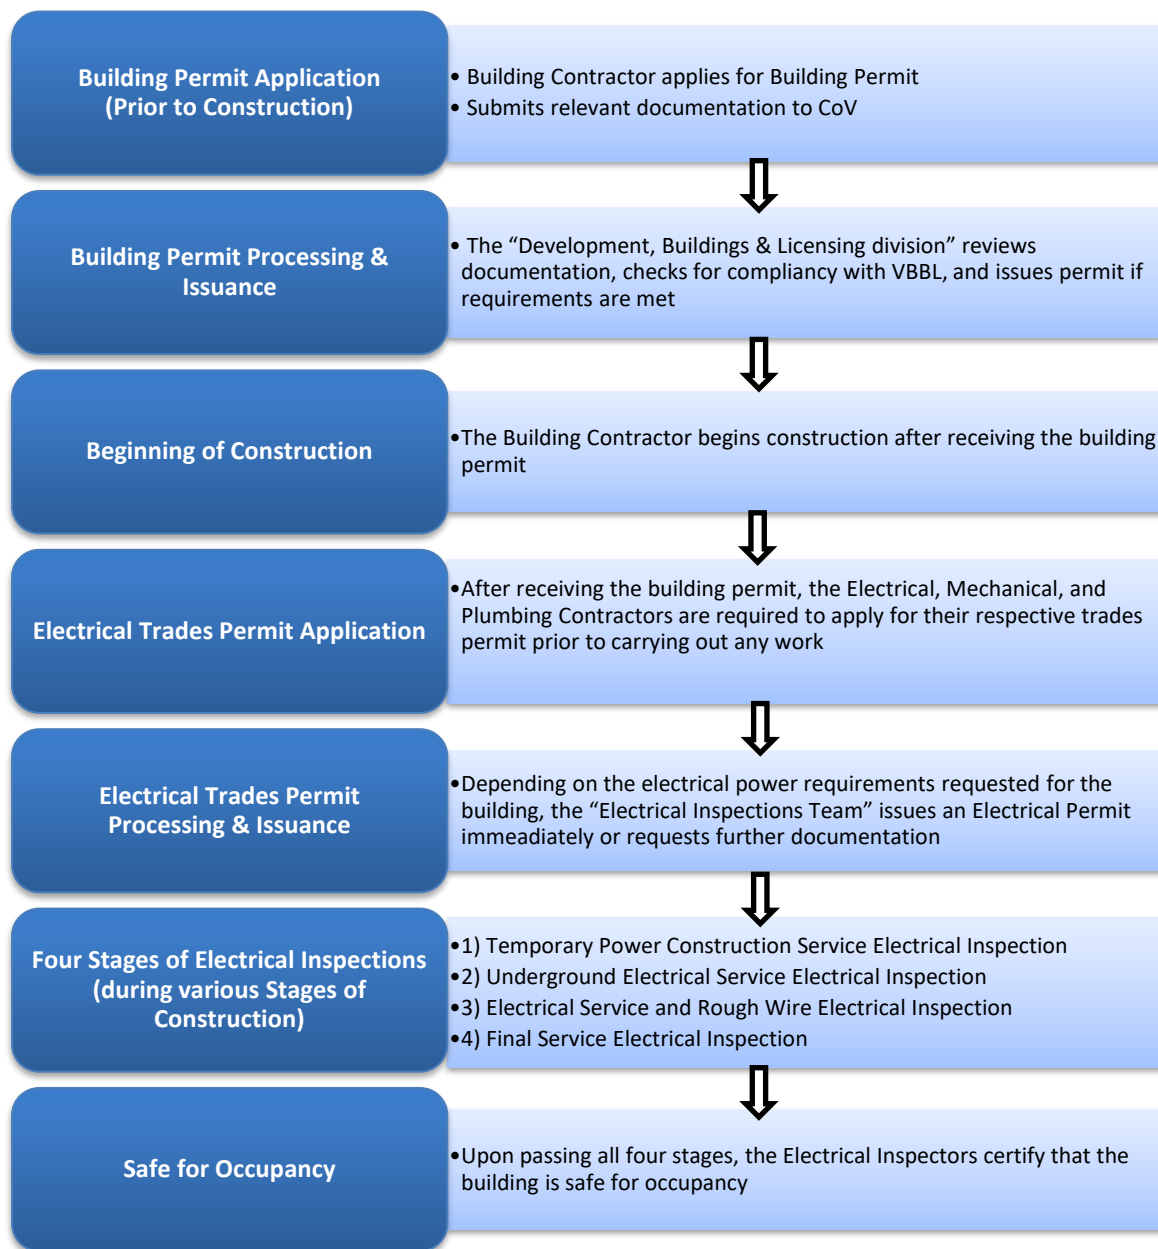 Building Permit Application
(Prior to Construction)
• Building Contractor applies for Building Permit
• Submits relevant documentation to CoV
Building Permit Processing &
Issuance
• The “Development, Buildings & Licensing division” reviews
documentation, checks for compliancy with VBBL, and issues permit if
requirements are met
Beginning of Construction
•The Building Contractor begins construction after receiving the building
permit
Electrical Trades Permit Application
•After receiving the building permit, the Electrical, Mechanical, and
Plumbing Contractors are required to apply for their respective trades
permit prior to carrying out any work
Electrical Trades Permit
Processing & Issuance
•Depending on the electrical power requirements requested for the
building, the “Electrical Inspections Team” issues an Electrical Permit
immeadiately or requests further documentation
Four Stages of Electrical Inspections
(during various Stages of
Construction)
•1) Temporary Power Construction Service Electrical Inspection
•2) Underground Electrical Service Electrical Inspection
•3) Electrical Service and Rough Wire Electrical Inspection
•4) Final Service Electrical Inspection
Safe for Occupancy
•Upon passing all four stages, the Electrical Inspectors certify that the
building is safe for occupancy